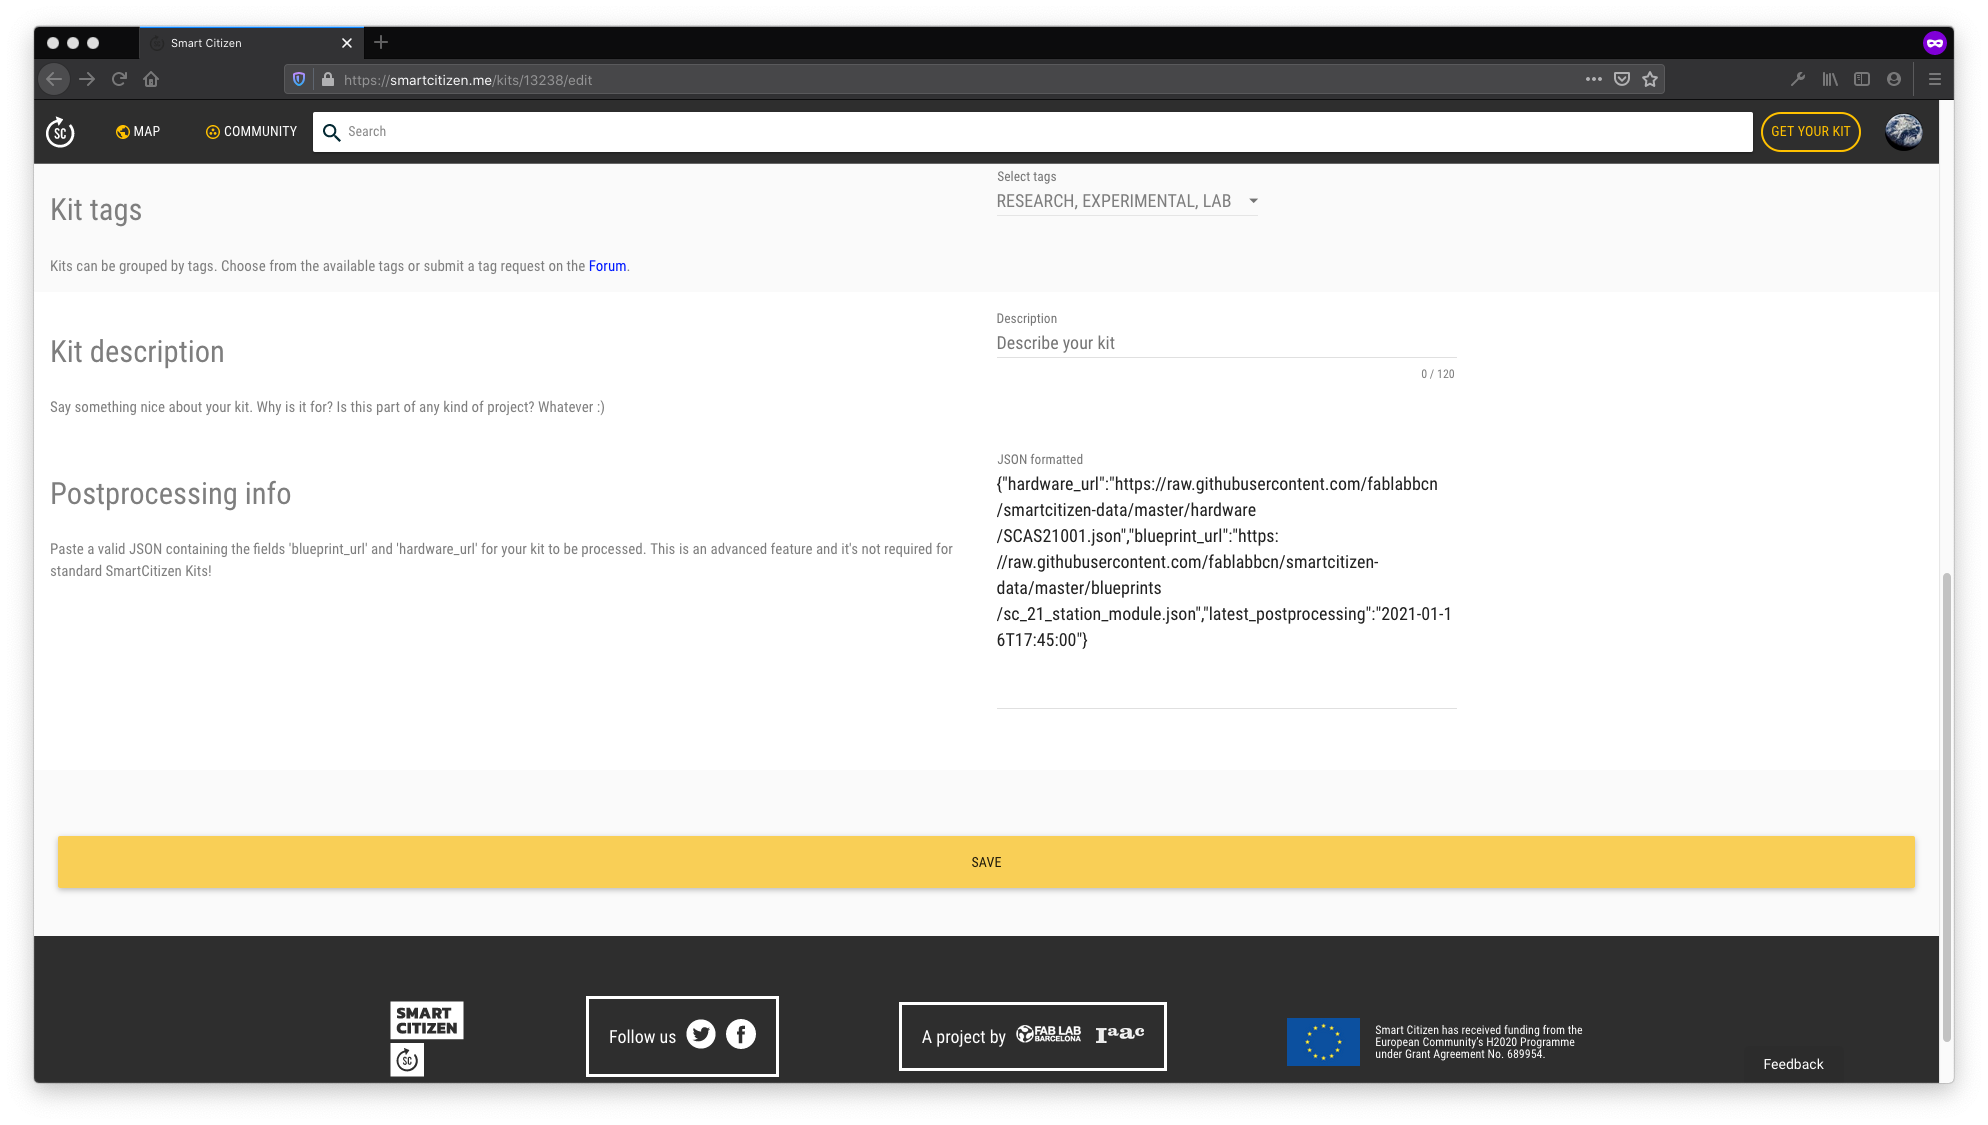 Smart Citizen
https://smartcitizen.me/kits/13238/edit
SC
MAP
COMMUNITY
Search
GET YOUR KIT
Select tags
Kit tags
RESEARCH, EXPERIMENTAL, LAB
Kits can be grouped by tags. Choose from the available tags or submit a tag request on the Forum.
Description
Kit description
Describe your kit
0 / 120
Say something nice about your kit. Why is it for? Is this part of any kind of project? Whatever :)
JSON formatted
Postprocessing info
{"hardware_url":"https://raw.githubusercontent.com/fablabbcn
/smartcitizen-data/master/hardware
/SCAS21001.json","blueprint_url":"https:
//raw.githubusercontent.com/fablabbcn/smartcitizen-
data/master/blueprints
/sc_21_station_module.json","latest_postprocessing":"2021-01-1
6T17:45:00"}
Paste a valid JSON containing the fields 'blueprint_url' and 'hardware_url' for your kit to be processed. This is an advanced feature and it's not required for
standard SmartCitizen Kits!
SAVE
SMART
CITIZEN
SC
Follow us
A project by
FAB LAB
BARCELONA
Iaac
Smart Citizen has received funding from the
European Community's H2020 Programme
under Grant Agreement No. 689954.
Feedback